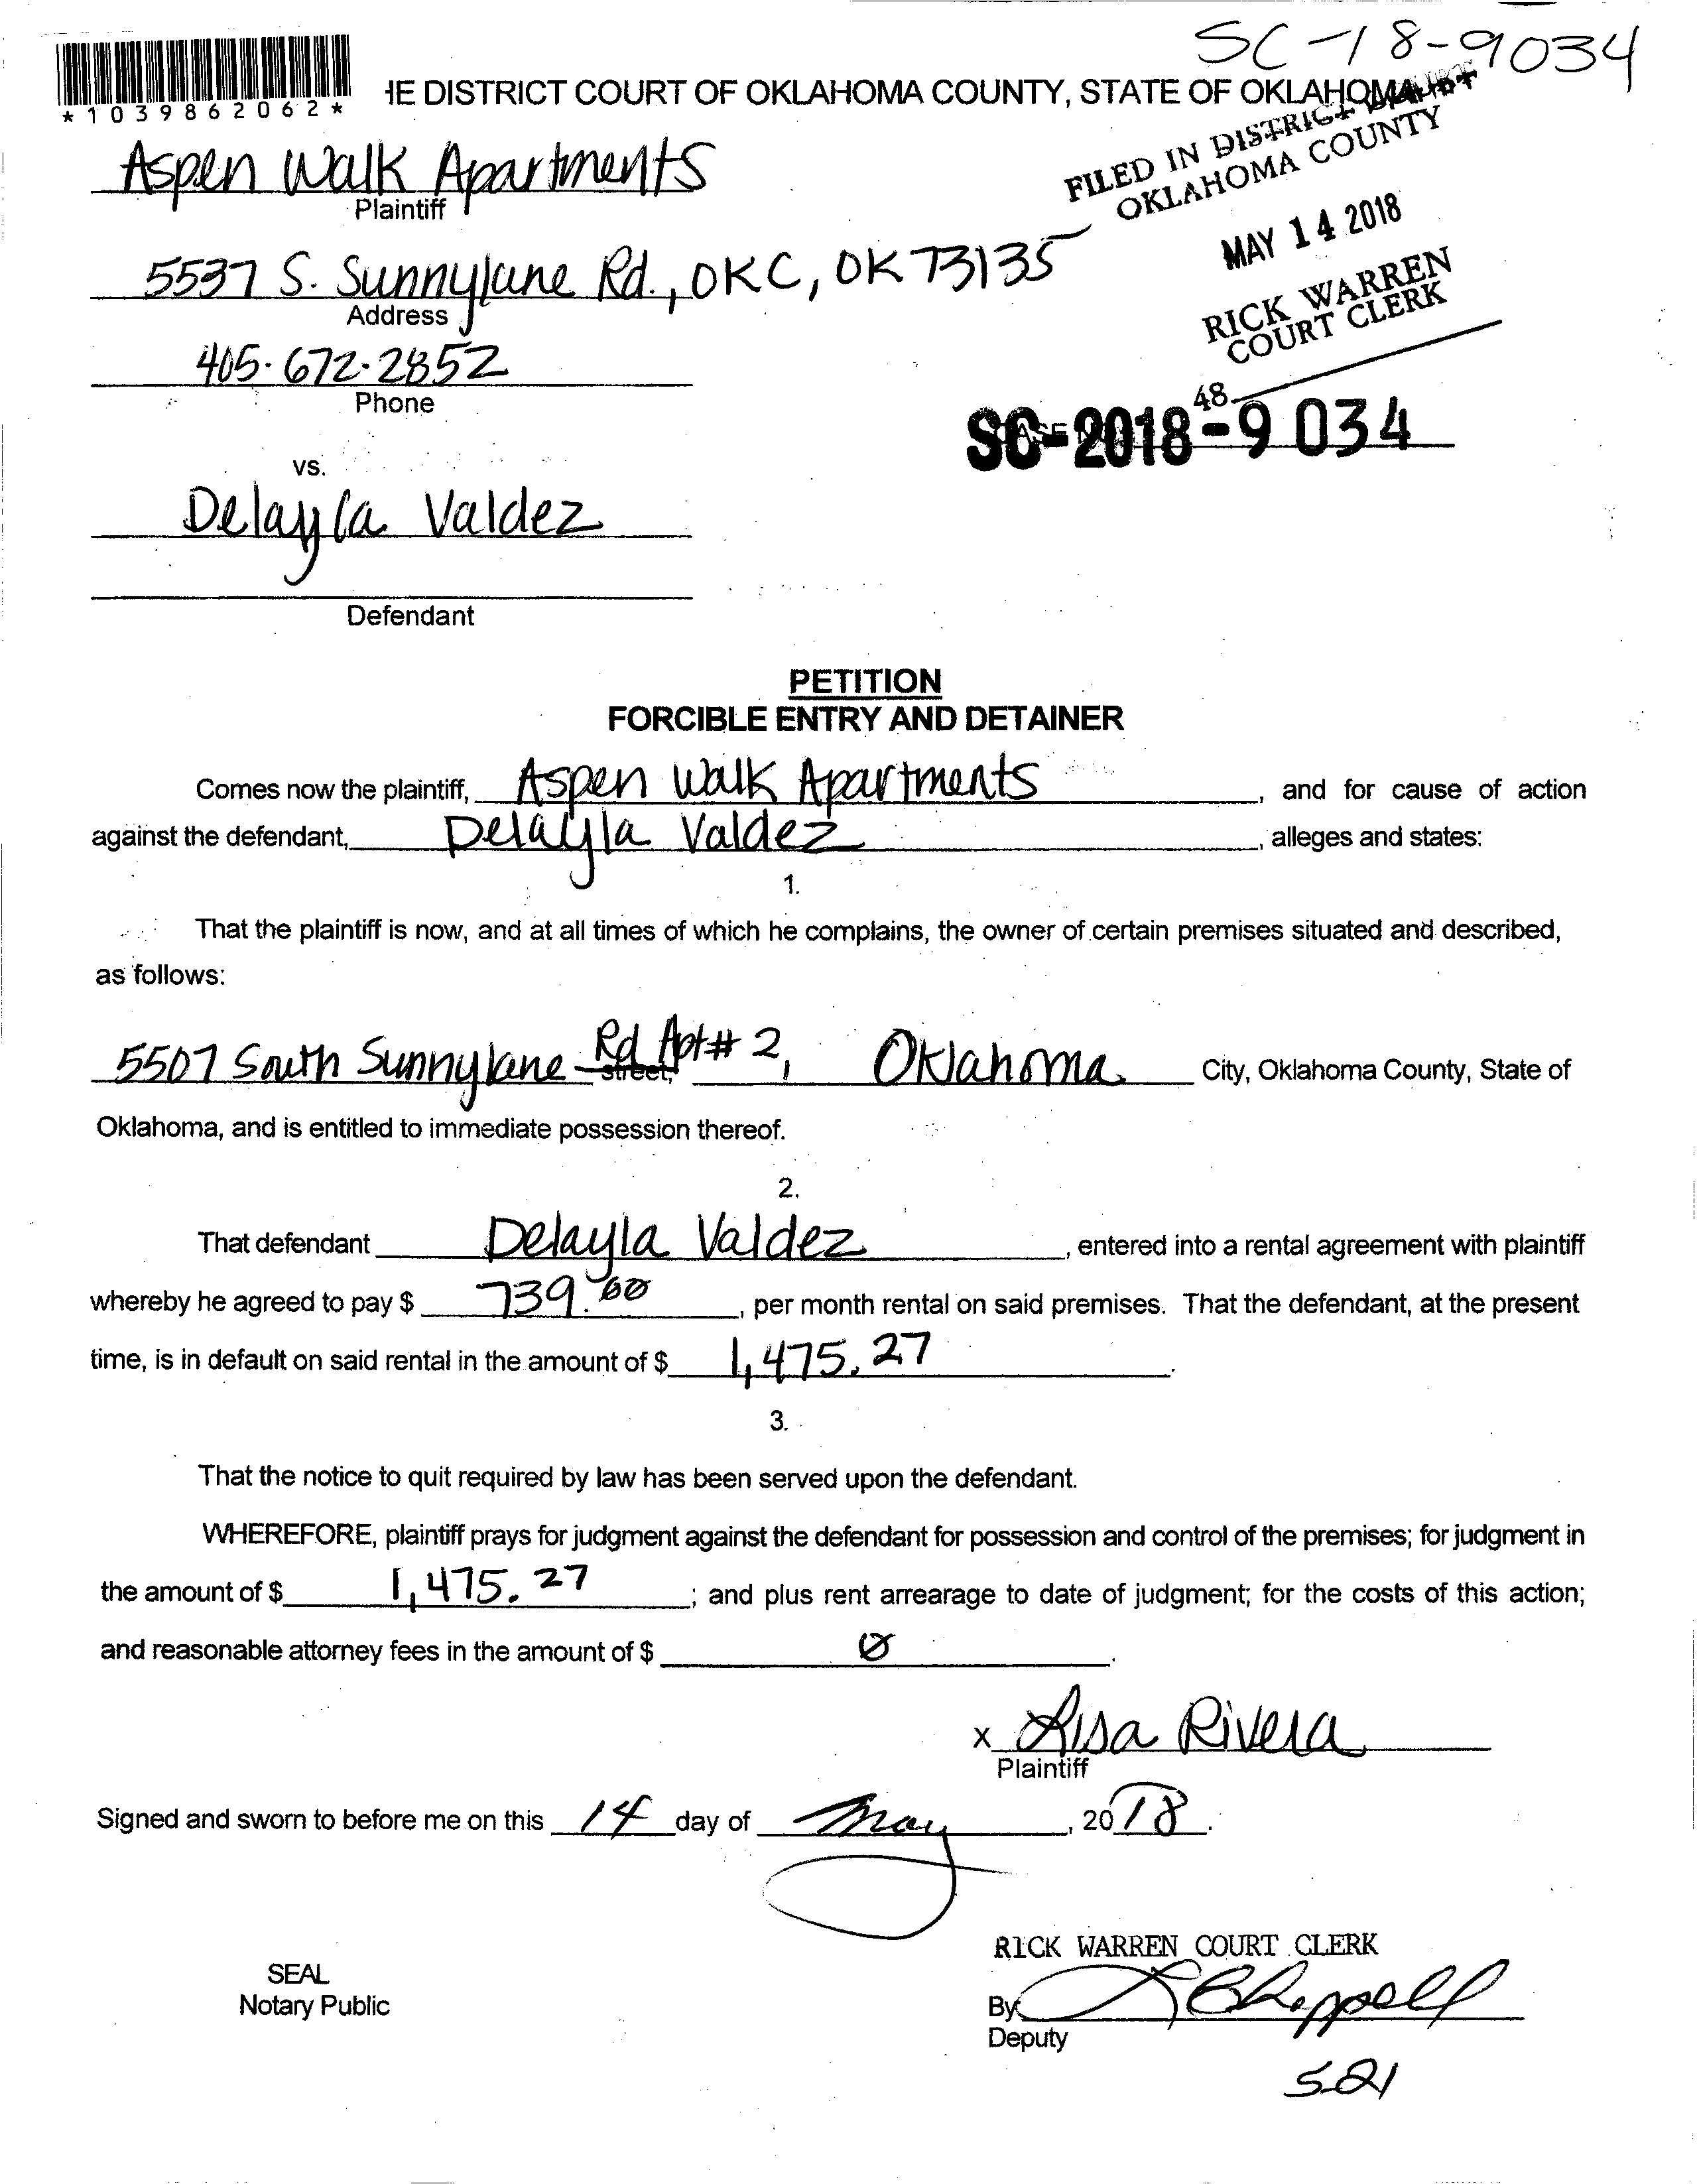 SC-18-9034
*1039862062*
HE DISTRICT COURT OF OKLAHOMA COUNTY, STATE OF OKLAHOMA
FILED IN DISTRICT COURT
OKLAHOMA COUNTY
MAY 14 2018
RICK WARREN
COURT CLERK
48
Aspen Walk Apartments
Plaintiff
5537 S. Sunnylane Rd., OKC, OK 73135
Address
405-672-2852
Phone
SC-2018-9034
vs.
Delayla Valdez
Defendant
PETITION
FORCIBLE ENTRY AND DETAINER
Comes now the plaintiff, Aspen Walk Apartments, and for cause of action
against the defendant, Delayla Valdez, alleges and states:
1.
That the plaintiff is now, and at all times of which he complains, the owner of certain premises situated and described,
as follows:
5507 South Sunnylane Rd Apt# 2, street, Oklahoma City, Oklahoma County, State of
Oklahoma, and is entitled to immediate possession thereof.
2.
That defendant Delayla Valdez, entered into a rental agreement with plaintiff
whereby he agreed to pay $ 739.00, per month rental on said premises. That the defendant, at the present
time, is in default on said rental in the amount of $ 1,475.27.
3.
That the notice to quit required by law has been served upon the defendant.
WHEREFORE, plaintiff prays for judgment against the defendant for possession and control of the premises; for judgment in
the amount of $ 1,475.27; and plus rent arrearage to date of judgment; for the costs of this action;
and reasonable attorney fees in the amount of $ Ø.
x Lisa Rivera
Plaintiff
Signed and sworn to before me on this 14 day of May, 2018.
RICK WARREN COURT CLERK
SEAL
Notary Public
By
Deputy
521